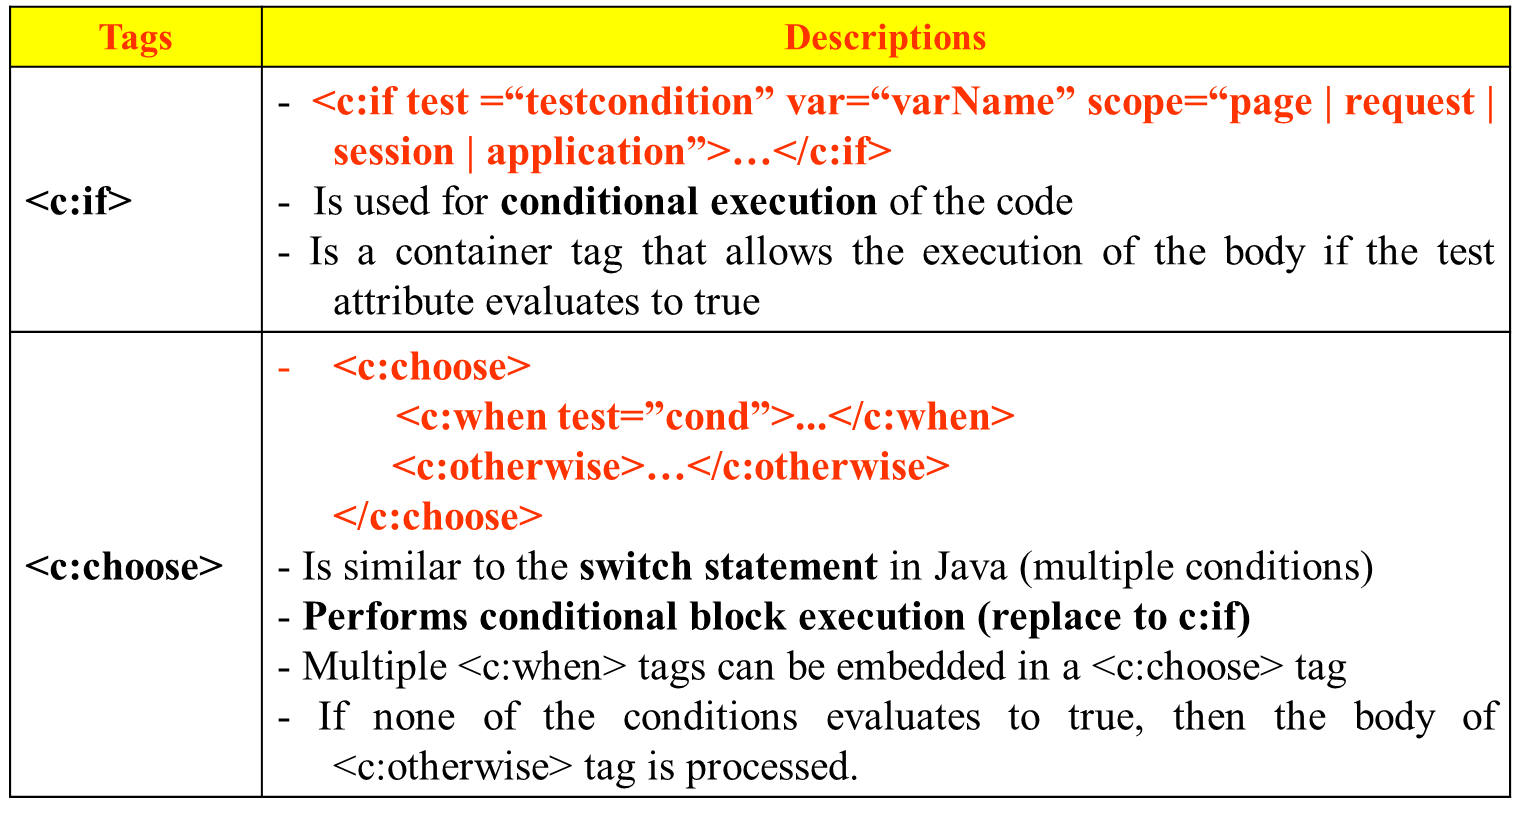 Tags
Descriptions
<c:if>
- <c:if test =“testcondition” var=“varName” scope=“page | request |
session | application”>…</c:if>
- Is used for conditional execution of the code
- Is a container tag that allows the execution of the body if the test
attribute evaluates to true
<c:choose>
- <c:choose>
<c:when test=”cond”>...</c:when>
<c:otherwise>…</c:otherwise>
</c:choose>
- Is similar to the switch statement in Java (multiple conditions)
- Performs conditional block execution (replace to c:if)
- Multiple <c:when> tags can be embedded in a <c:choose> tag
- If none of the conditions evaluates to true, then the body of
<c:otherwise> tag is processed.